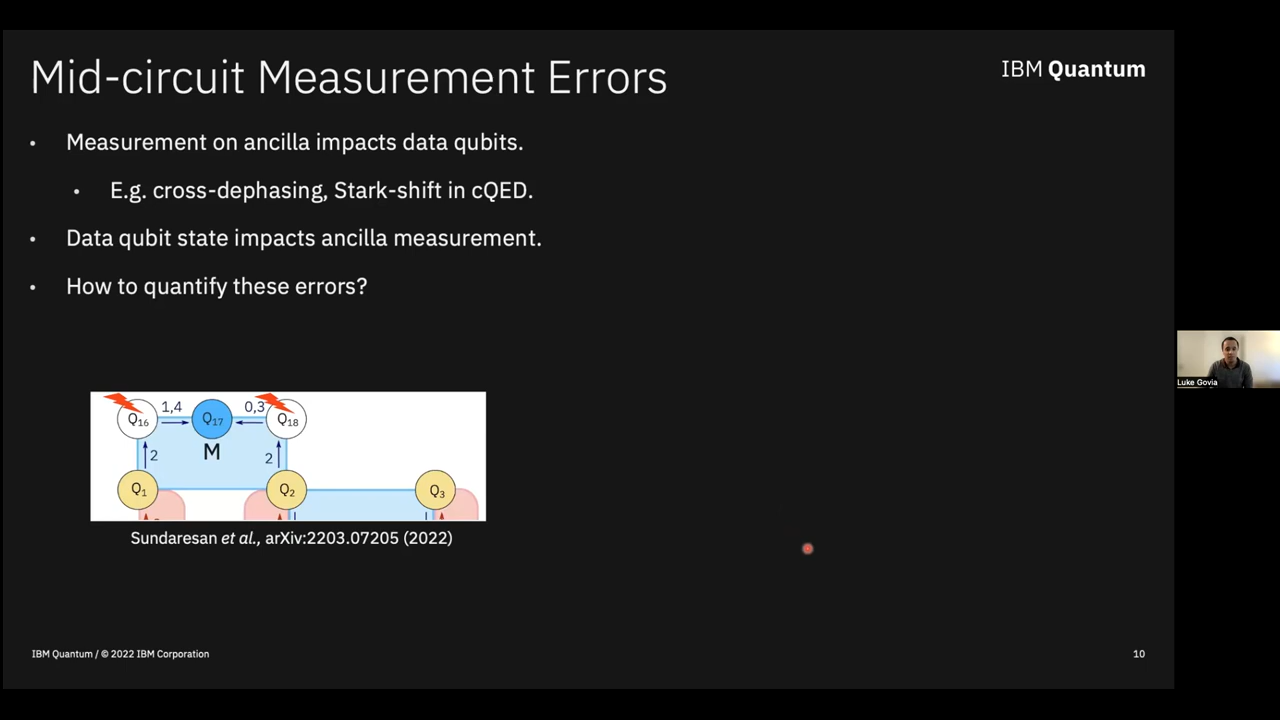 Mid-circuit Measurement Errors
IBM Quantum
• Measurement on ancilla impacts data qubits.
• E.g. cross-dephasing, Stark-shift in cQED.
• Data qubit state impacts ancilla measurement.
• How to quantify these errors?
Q16 1,4 Q17 0,3 Q18
M
2 2
Q1 Q2 Q3
Sundaresan et al., arXiv:2203.07205 (2022)
Luke Govia
IBM Quantum / © 2022 IBM Corporation
10